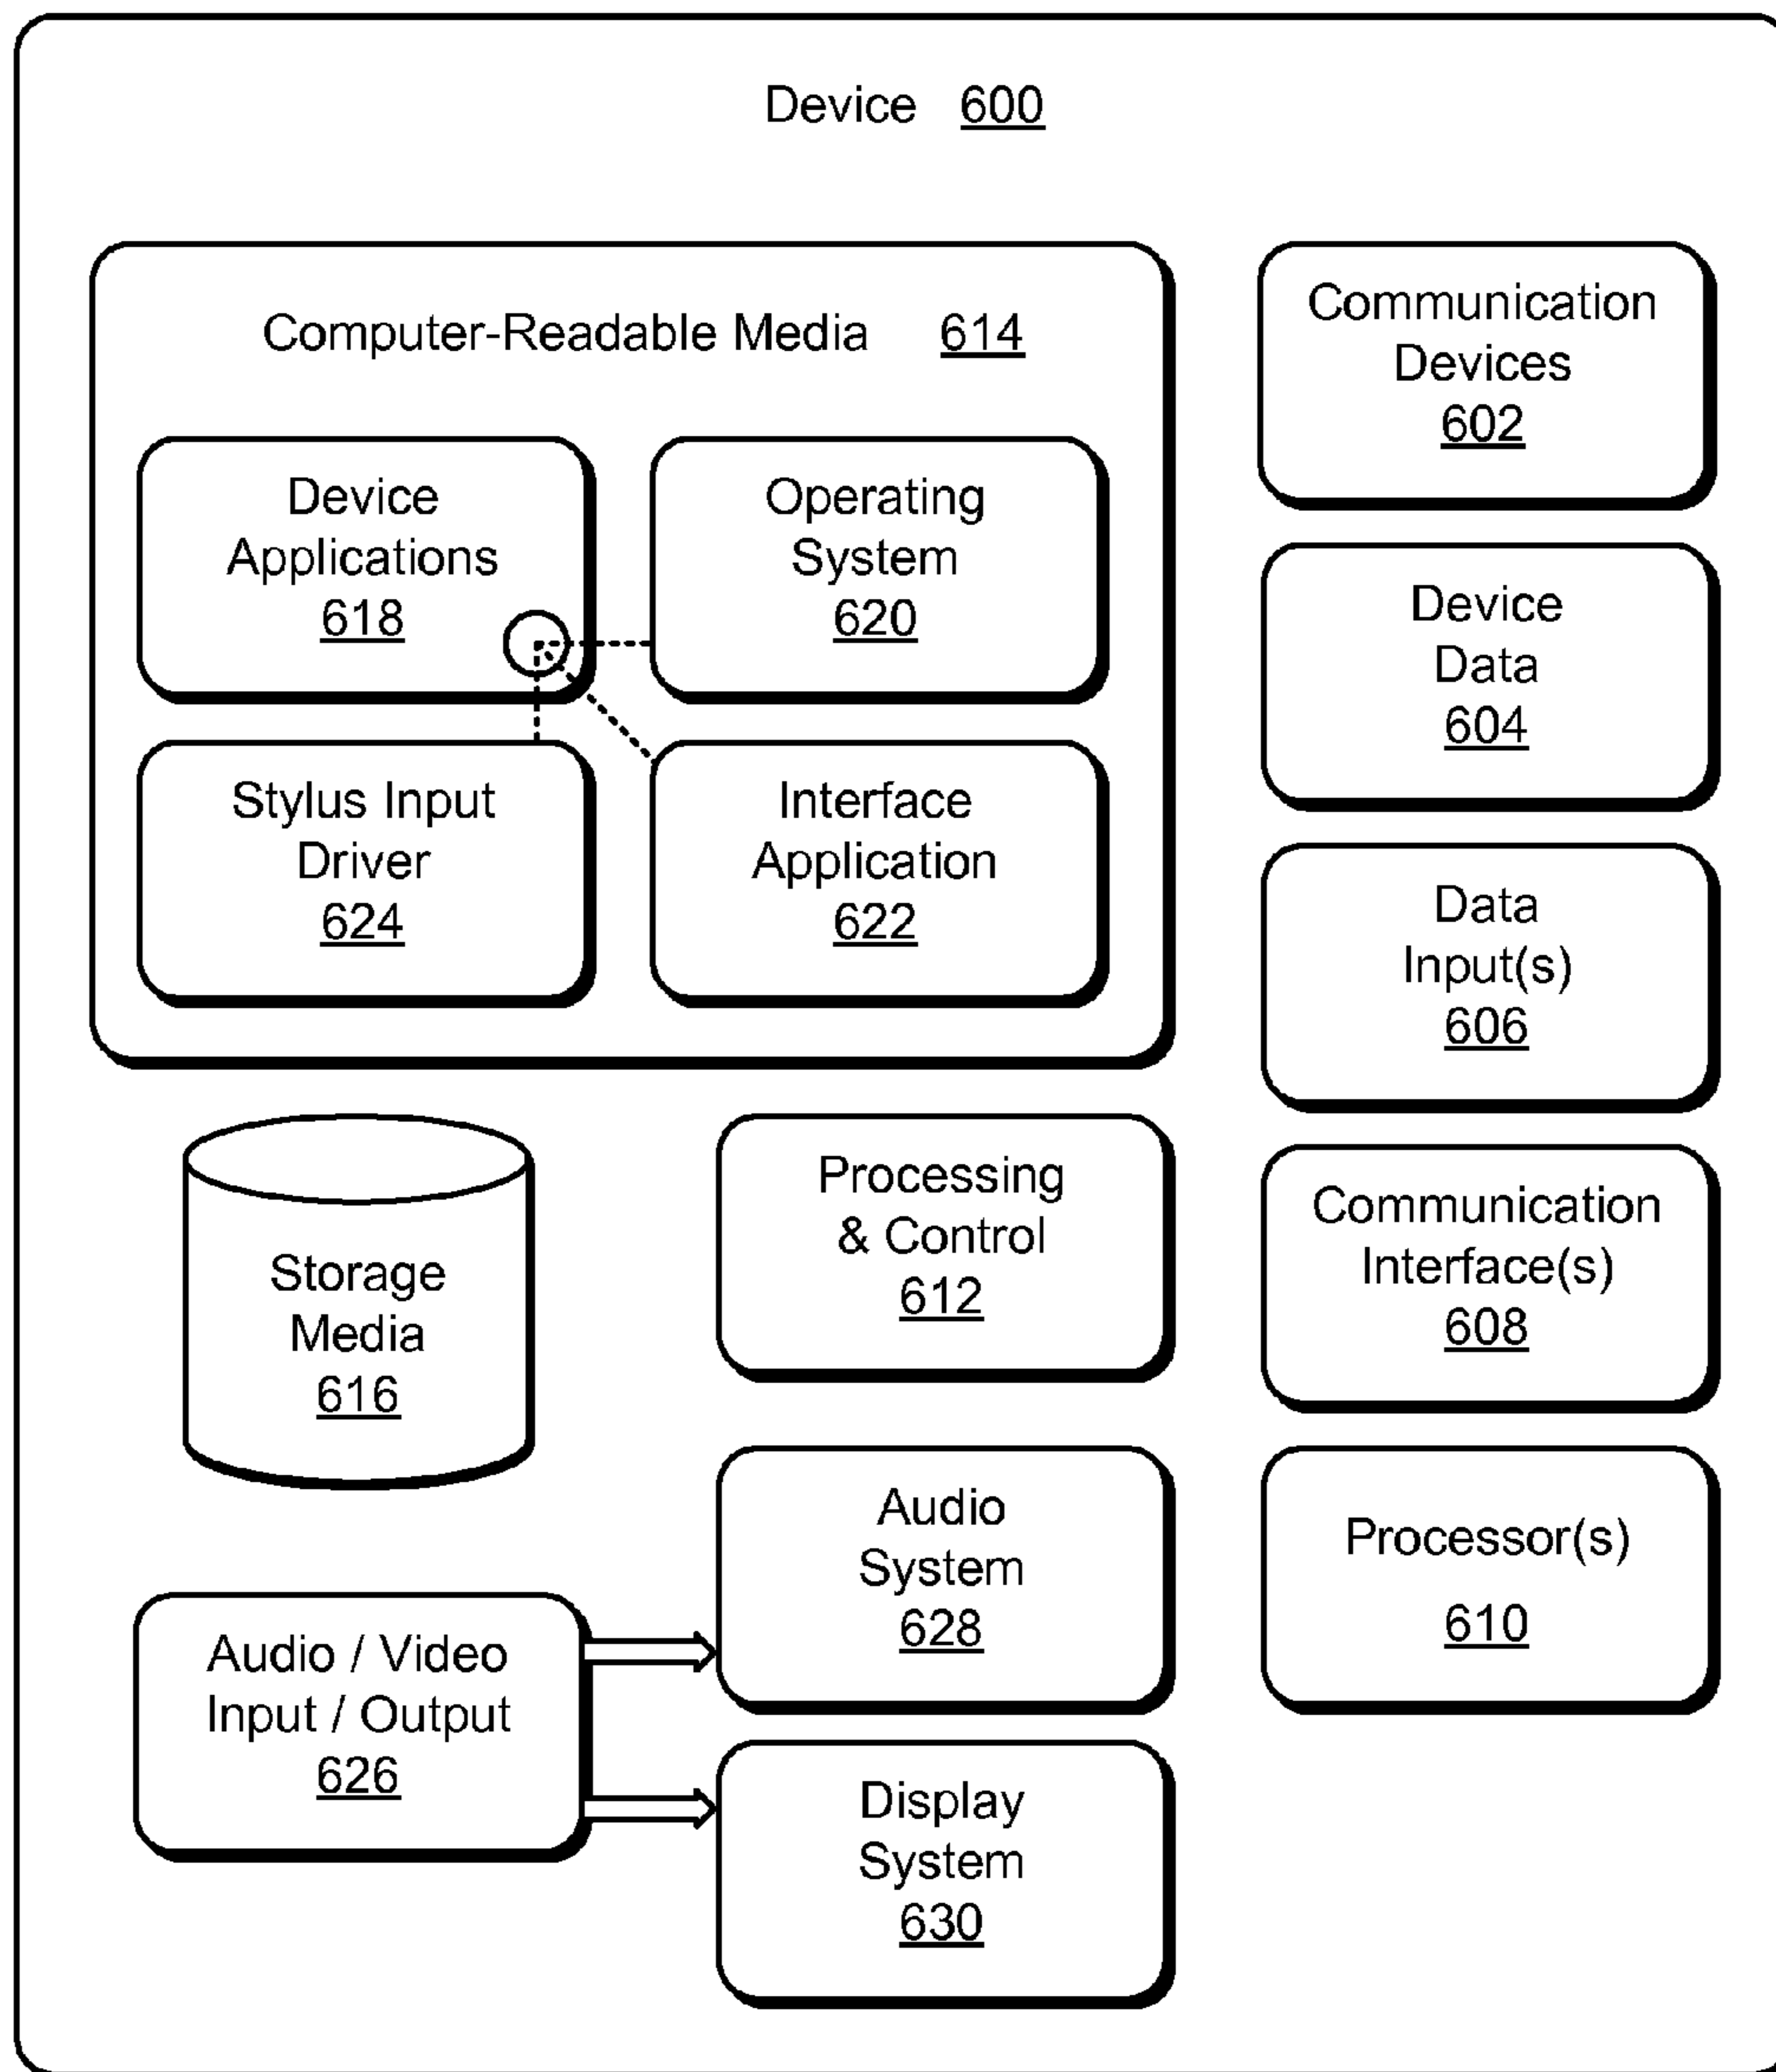 Device 600
Computer-Readable Media 614
Device
Applications
618
Operating
System
620
Stylus Input
Driver
624
Interface
Application
622
Storage
Media
616
Processing
& Control
612
Audio / Video
Input / Output
626
Audio
System
628
Display
System
630
Communication
Devices
602
Device
Data
604
Data
Input(s)
606
Communication
Interface(s)
608
Processor(s)
610